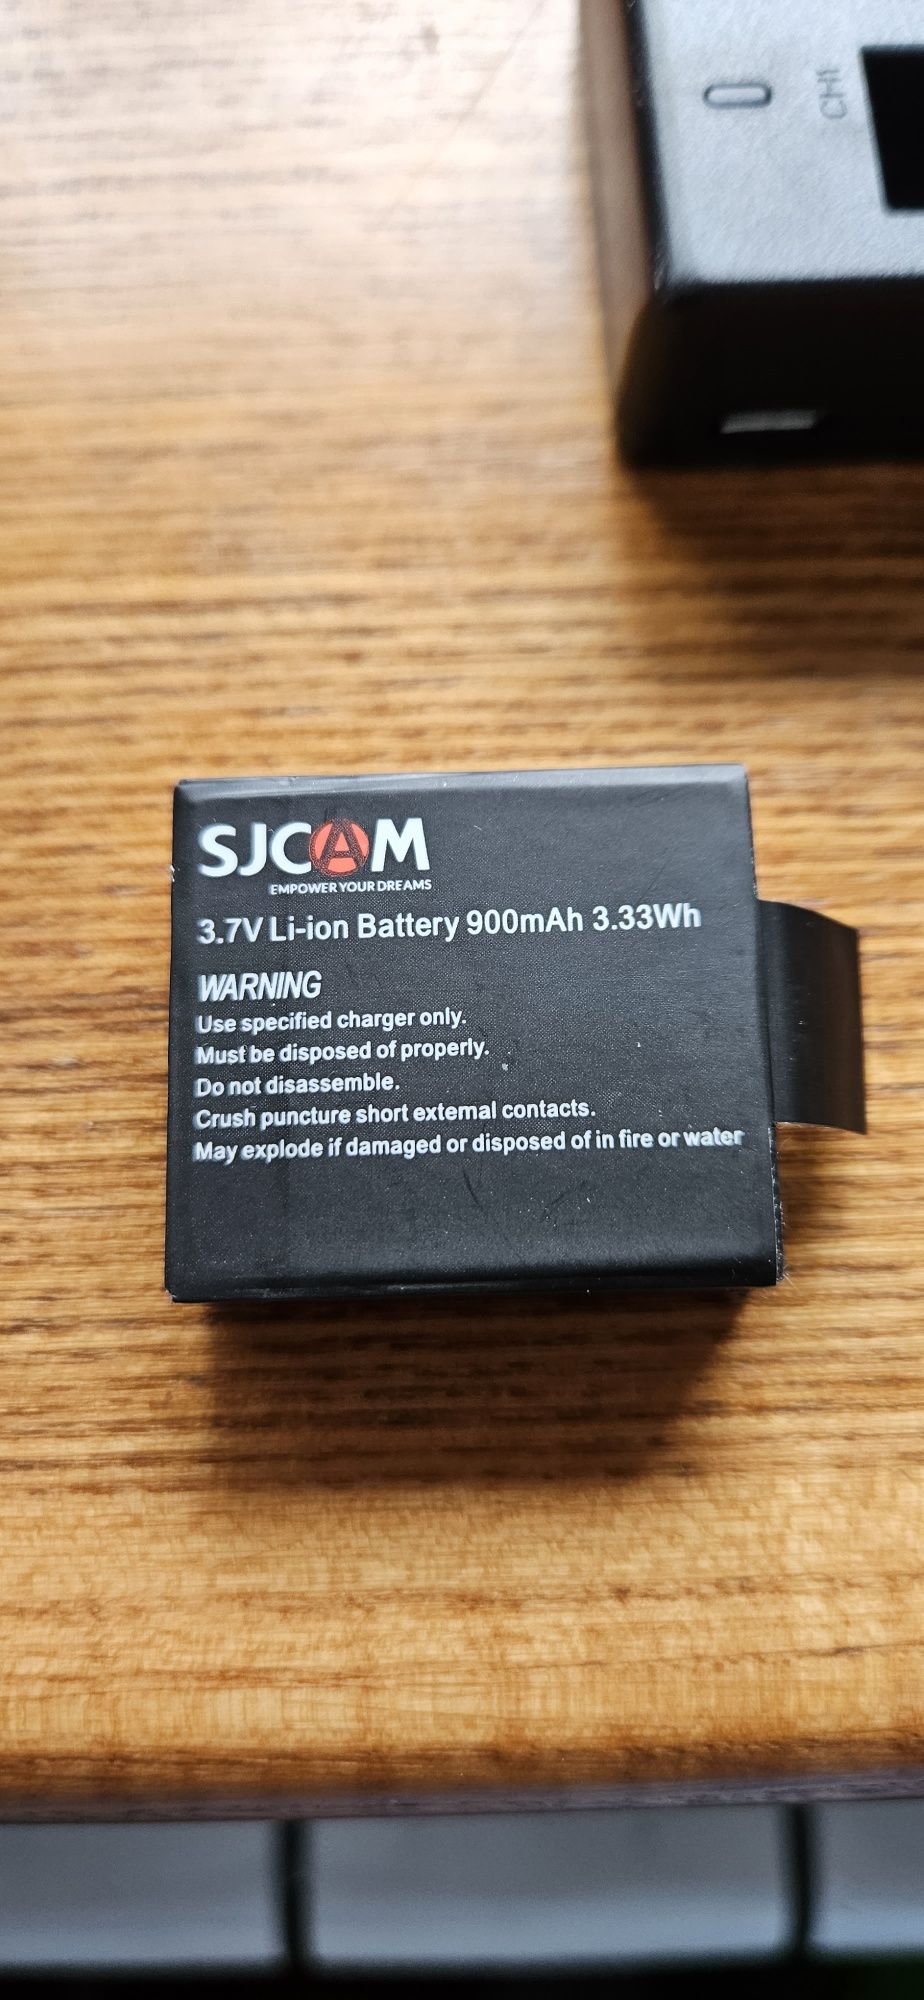 CH1
SJCAM
EMPOWER YOUR DREAMS
3.7V Li-ion Battery 900mAh 3.33Wh
WARNING
Use specified charger only.
Must be disposed of properly.
Do not disassemble.
Crush puncture short external contacts.
May explode if damaged or disposed of in fire or water